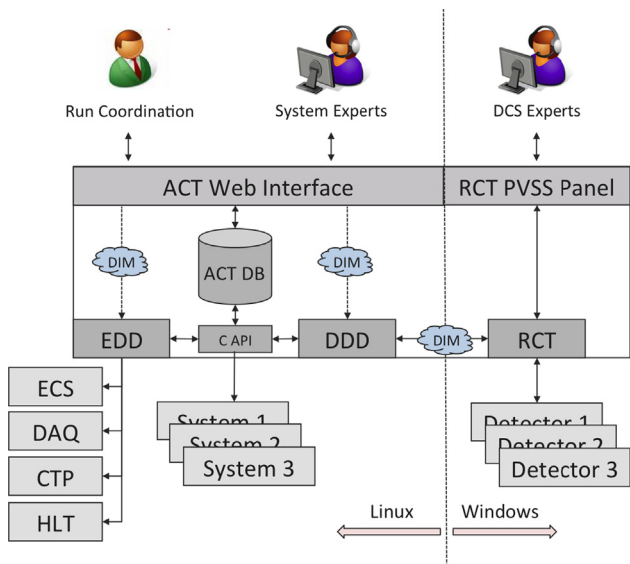 Run Coordination
System Experts
DCS Experts
ACT Web Interface
RCT PVSS Panel
DIM
ACT DB
DIM
EDD
C API
DDD
DIM
RCT
ECS
DAQ
CTP
HLT
System 1
System 2
System 3
Detector 1
Detector 2
Detector 3
Linux
Windows